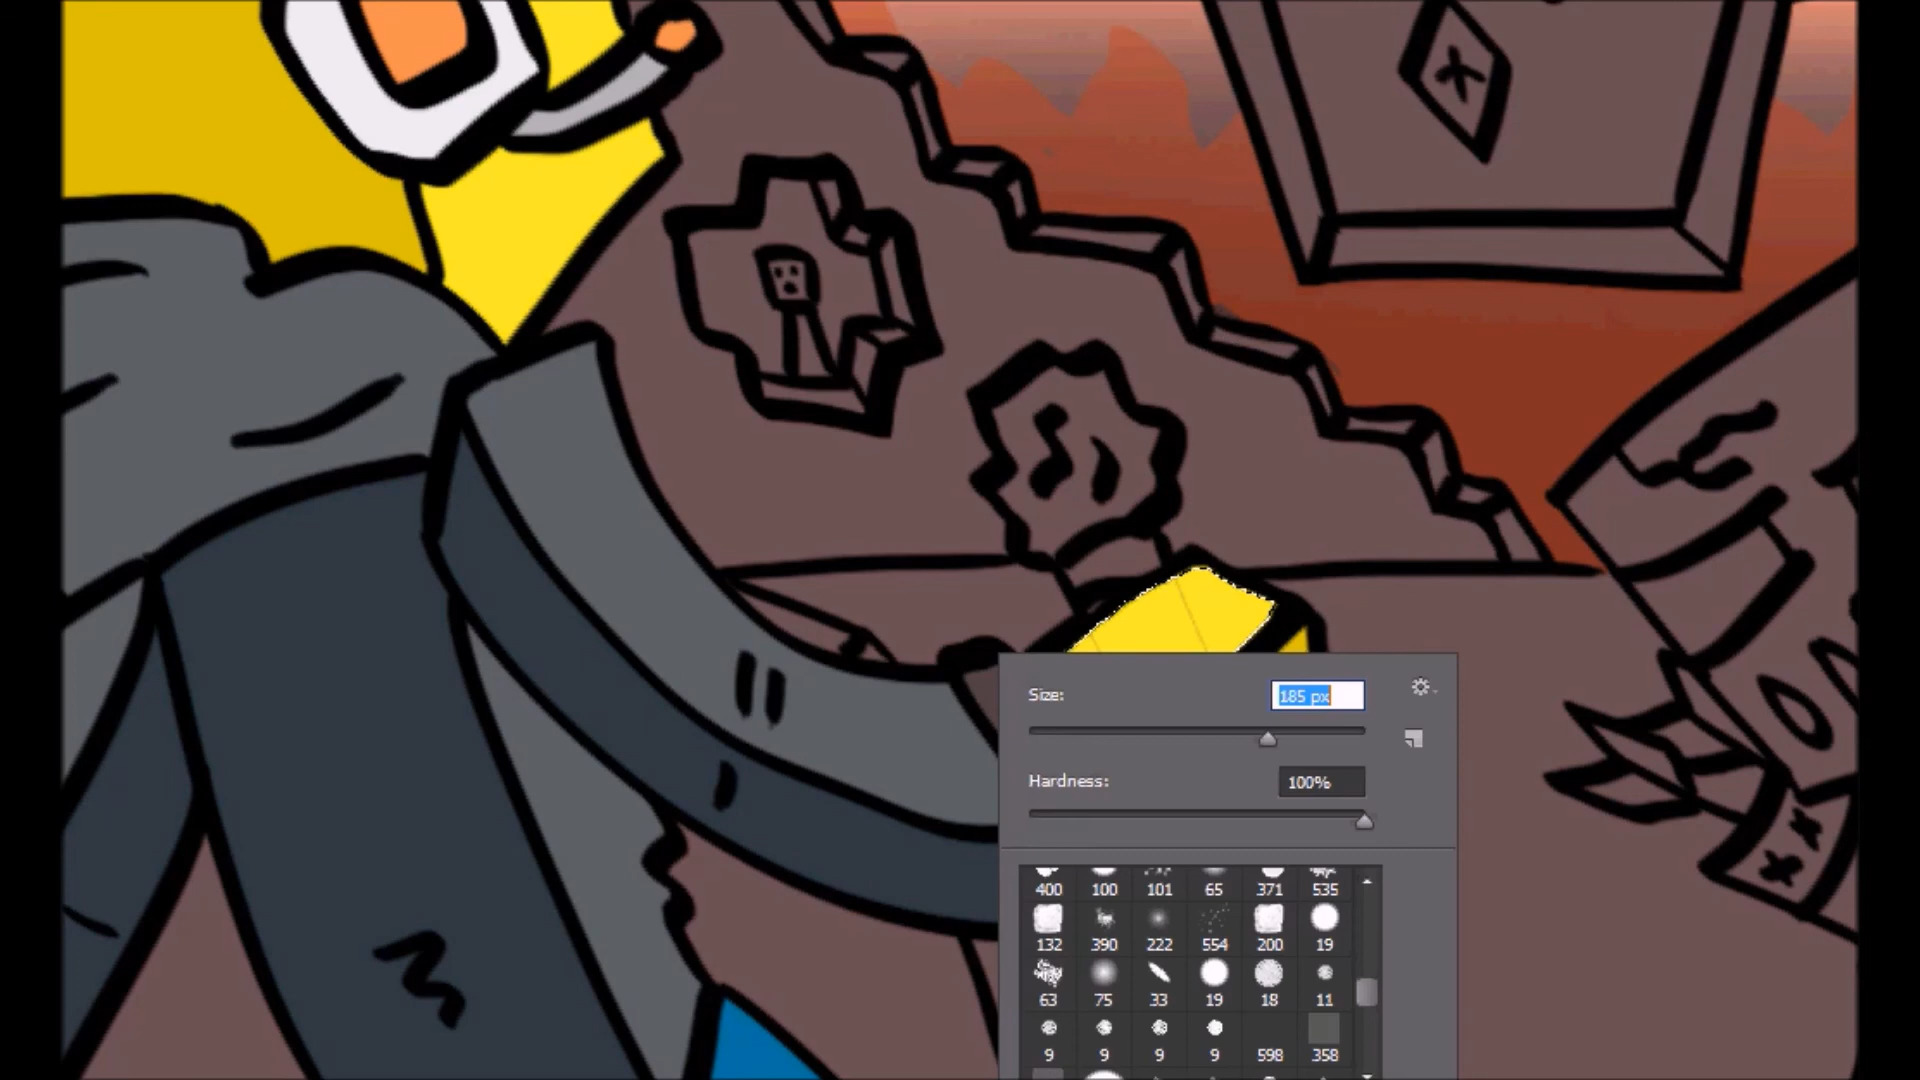 Size:
185 px
Hardness:
100%
400 100 101 65 371 535
132 390 222 554 200 19
63 75 33 19 18 11
9 9 9 9 598 358